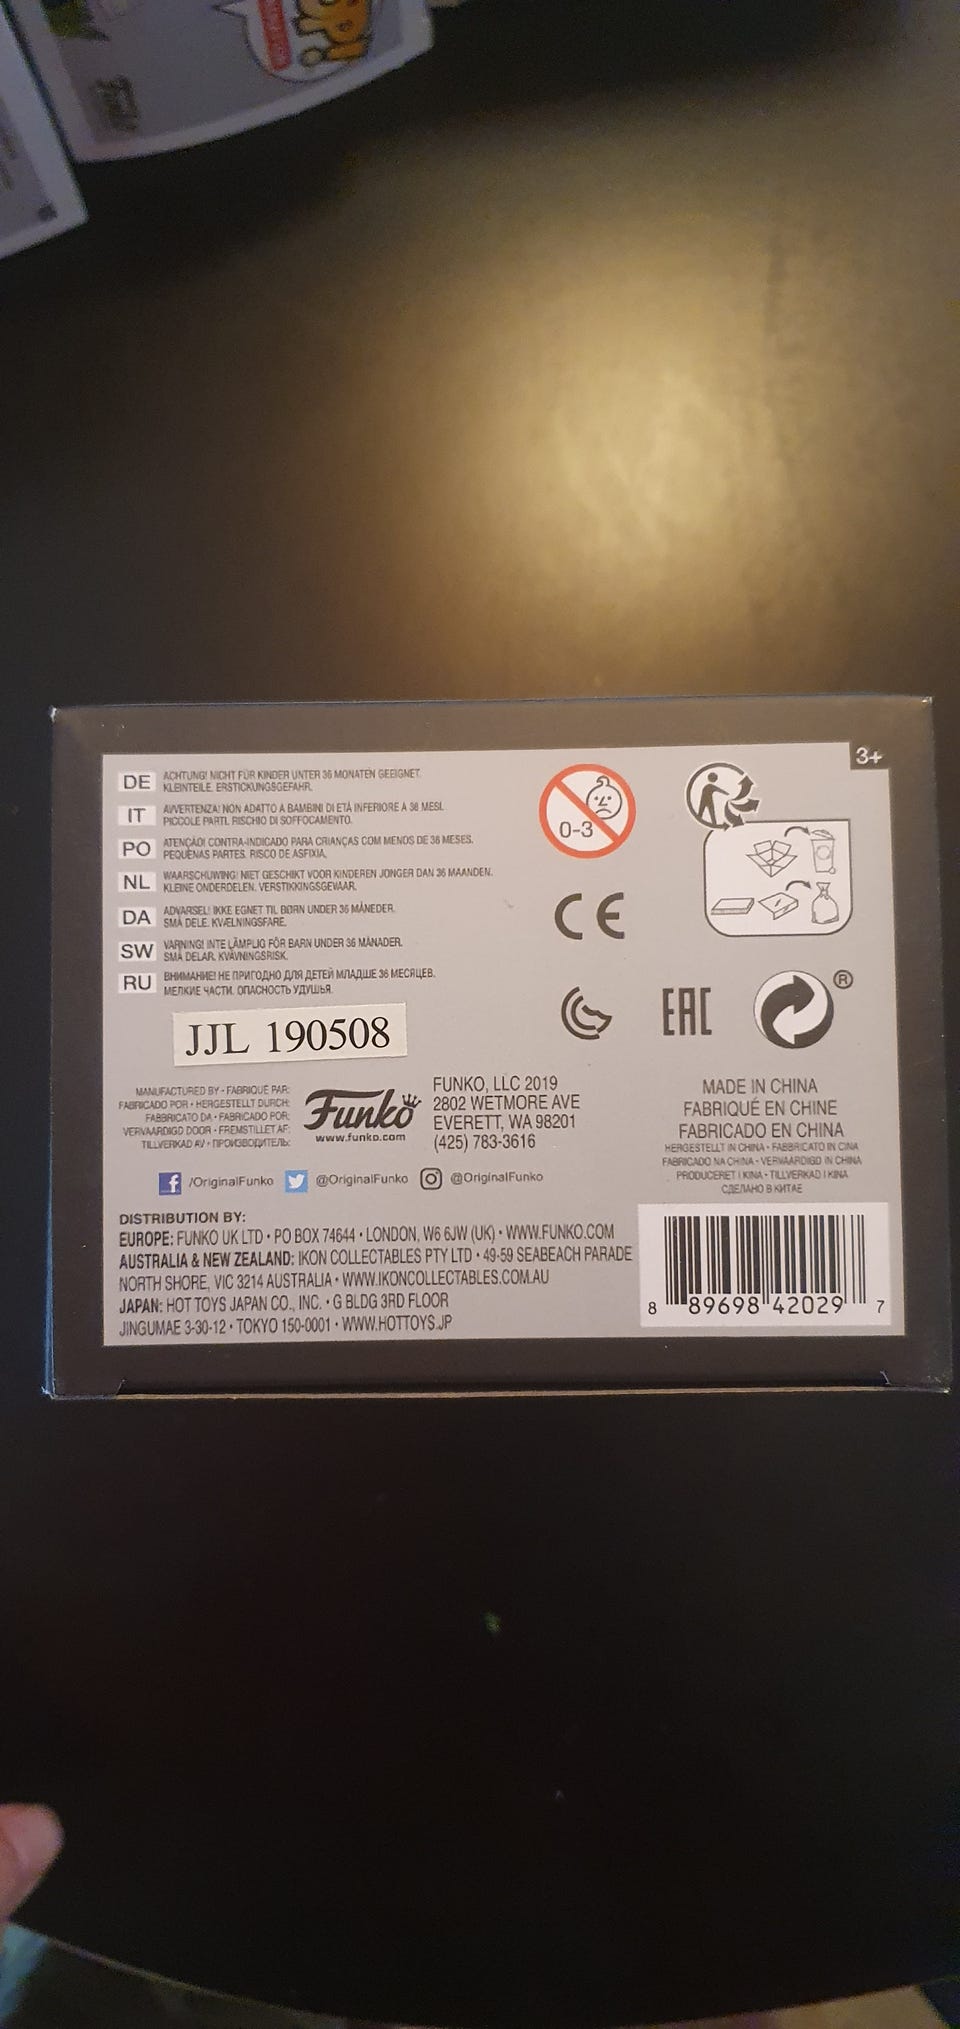 Funko
3+
DE ACHTUNG! NICHT FÜR KINDER UNTER 36 MONATEN GEEIGNET.
KLEINTEILE. ERSTICKUNGSGEFAHR.
IT AVVERTENZA! NON ADATTO A BAMBINI DI ETÀ INFERIORE A 36 MESI.
PICCOLE PARTI. RISCHIO DI SOFFOCAMENTO.
PO ATENÇÃO! CONTRA-INDICADO PARA CRIANÇAS COM MENOS DE 36 MESES.
PEQUENAS PARTES. RISCO DE ASFIXIA.
NL WAARSCHUWING! NIET GESCHIKT VOOR KINDEREN JONGER DAN 36 MAANDEN.
KLEINE ONDERDELEN. VERSTIKKINGSGEVAAR.
DA ADVARSEL! IKKE EGNET TIL BØRN UNDER 36 MÅNEDER.
SMÅ DELE. KVÆLNINGSFARE.
SW VARNING! INTE LÄMPLIG FÖR BARN UNDER 36 MÅNADER.
SMÅ DELAR. KVÄVNINGSRISK.
RU ВНИМАНИЕ! НЕ ПРИГОДНО ДЛЯ ДЕТЕЙ МЛАДШЕ 36 МЕСЯЦЕВ.
МЕЛКИЕ ЧАСТИ. ОПАСНОСТЬ УДУШЬЯ.
0-3
CE
EAC
®
JJL 190508
MANUFACTURED BY • FABRIQUÉ PAR:
FABRICADO POR • HERGESTELLT DURCH:
FABBRICATO DA • FABRICADO POR:
VERVAARDIGD DOOR • FREMSTILLET AF:
TILLVERKAD AV • ПРОИЗВОДИТЕЛЬ:
Funko
www.funko.com
FUNKO, LLC 2019
2802 WETMORE AVE
EVERETT, WA 98201
(425) 783-3616
MADE IN CHINA
FABRIQUÉ EN CHINE
FABRICADO EN CHINA
HERGESTELLT IN CHINA • FABBRICATO IN CINA
FABRICADO NA CHINA • VERVAARDIGD IN CHINA
PRODUCERET I KINA • TILLVERKAD I KINA
СДЕЛАНО В КИТАЕ
/OriginalFunko @OriginalFunko @OriginalFunko
DISTRIBUTION BY:
EUROPE: FUNKO UK LTD • PO BOX 74644 • LONDON, W6 6JW (UK) • WWW.FUNKO.COM
AUSTRALIA & NEW ZEALAND: IKON COLLECTABLES PTY LTD • 49-59 SEABEACH PARADE
NORTH SHORE, VIC 3214 AUSTRALIA • WWW.IKONCOLLECTABLES.COM.AU
JAPAN: HOT TOYS JAPAN CO., INC. • G BLDG 3RD FLOOR
JINGUMAE 3-30-12 • TOKYO 150-0001 • WWW.HOTTOYS.JP
8 89698 42029 7